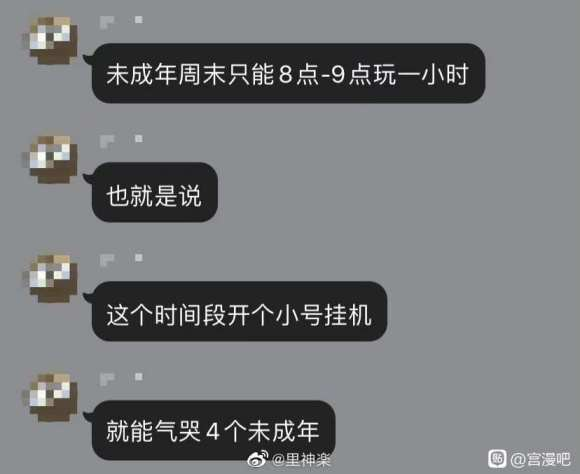 未成年周末只能8点-9点玩一小时
也就是说
这个时间段开个小号挂机
就能气哭4个未成年
@里神楽
@宫漫吧